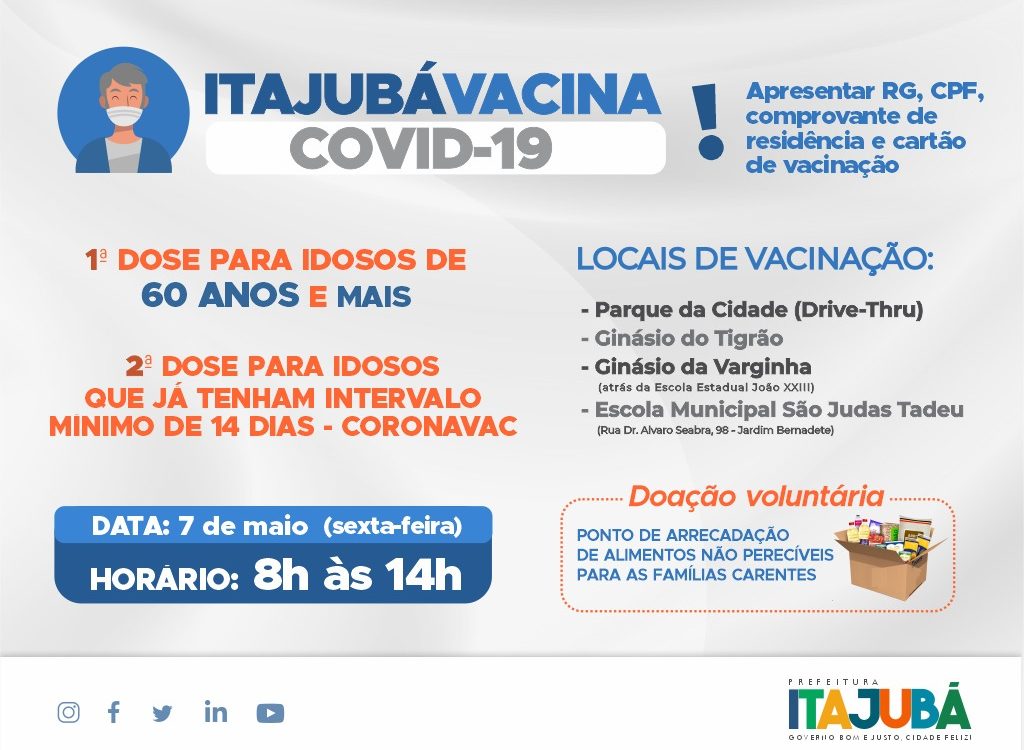 ITAJUBÁVACINA
COVID-19
Apresentar RG, CPF,
comprovante de
residência e cartão
de vacinação
1ª DOSE PARA IDOSOS DE
60 ANOS E MAIS
2ª DOSE PARA IDOSOS
QUE JÁ TENHAM INTERVALO
MÍNIMO DE 14 DIAS - CORONAVAC
DATA: 7 de maio (sexta-feira)
HORÁRIO: 8h às 14h
LOCAIS DE VACINAÇÃO:
- Parque da Cidade (Drive-Thru)
- Ginásio do Tigrão
- Ginásio da Varginha
(atrás da Escola Estadual João XXIII)
- Escola Municipal São Judas Tadeu
(Rua Dr. Alvaro Seabra, 98 - Jardim Bernadete)
Doação voluntária
PONTO DE ARRECADAÇÃO
DE ALIMENTOS NÃO PERECÍVEIS
PARA AS FAMÍLIAS CARENTES
PREFEITURA
ITAJUBÁ
GOVERNO BOM E JUSTO, CIDADE FELIZ!